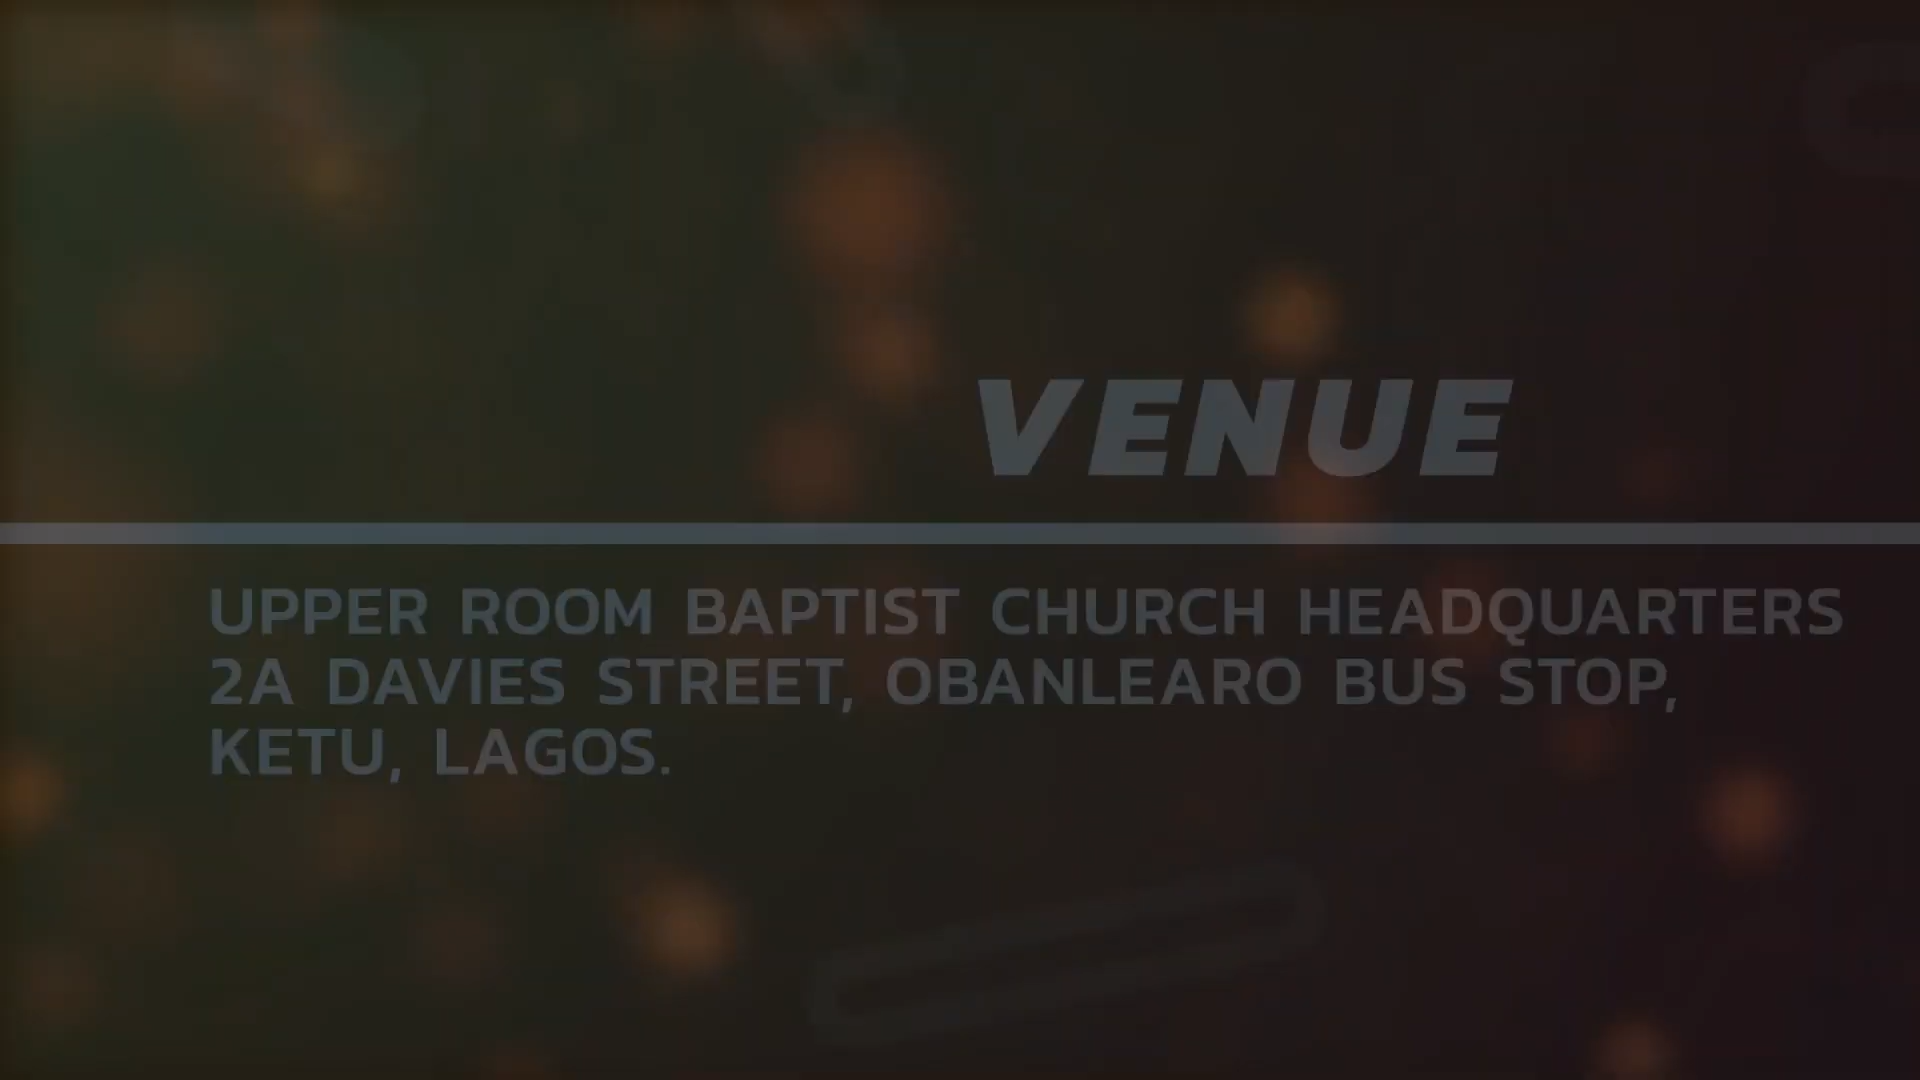 VENUE
UPPER ROOM BAPTIST CHURCH HEADQUARTERS
2A DAVIES STREET, OBANLEARO BUS STOP,
KETU, LAGOS.